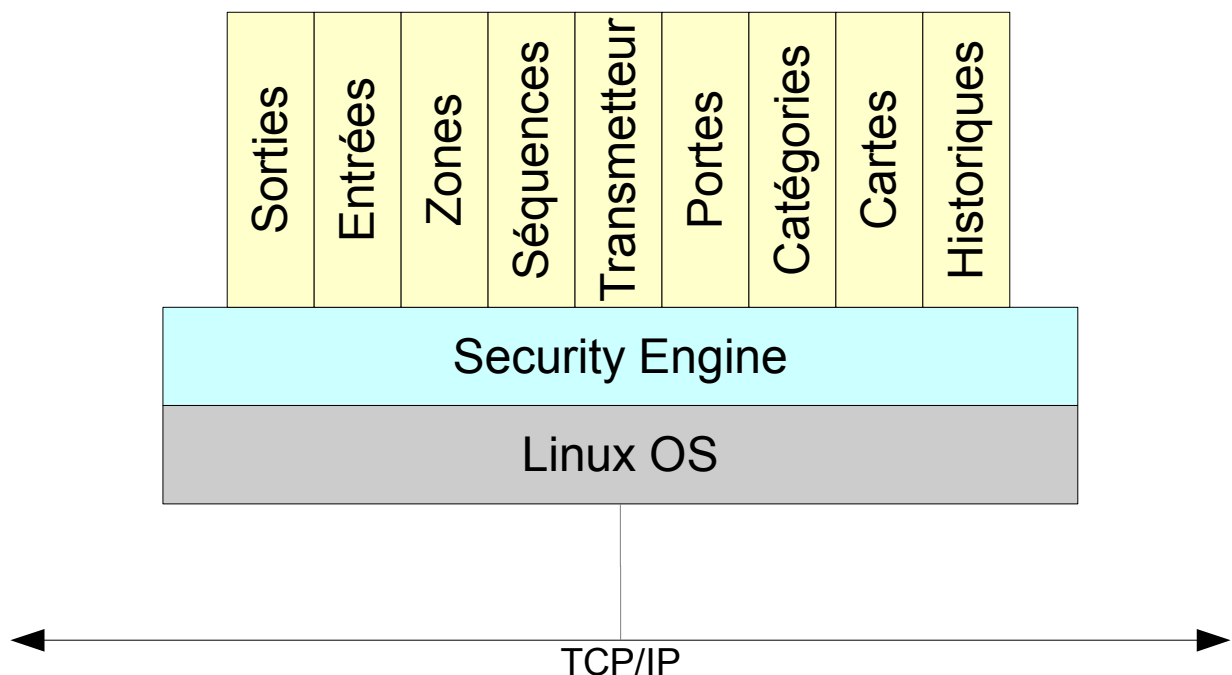 Sorties
Entrées
Zones
Séquences
Transmetteur
Portes
Catégories
Cartes
Historiques
Security Engine
Linux OS
TCP/IP